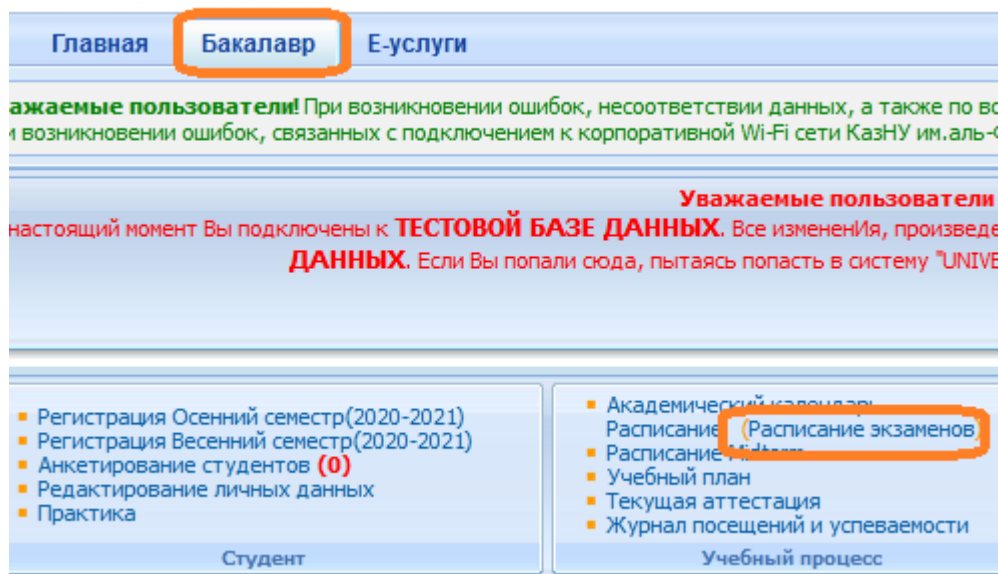 Главная Бакалавр Е-услуги
ажаемые пользователи! При возникновении ошибок, несоответствии данных, а также по во
и возникновении ошибок, связанных с подключением к корпоративной Wi-Fi сети КазНУ им.аль-Ф
Уважаемые пользователи
настоящий момент Вы подключены к ТЕСТОВОЙ БАЗЕ ДАННЫХ. Все измененИя, произведе
ДАННЫХ. Если Вы попали сюда, пытаясь попасть в систему "UNIVE
Регистрация Осенний семестр(2020-2021)
Регистрация Весенний семестр(2020-2021)
Анкетирование студентов (0)
Редактирование личных данных
Практика
Студент
Академический календарь
Расписание (Расписание экзаменов)
Расписание Midterm
Учебный план
Текущая аттестация
Журнал посещений и успеваемости
Учебный процесс